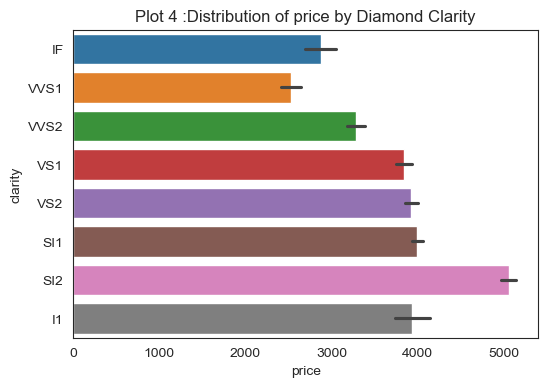 Plot 4 :Distribution of price by Diamond Clarity
IF
VVS1
VVS2
VS1
VS2
SI1
SI2
I1
clarity
0 1000 2000 3000 4000 5000
price